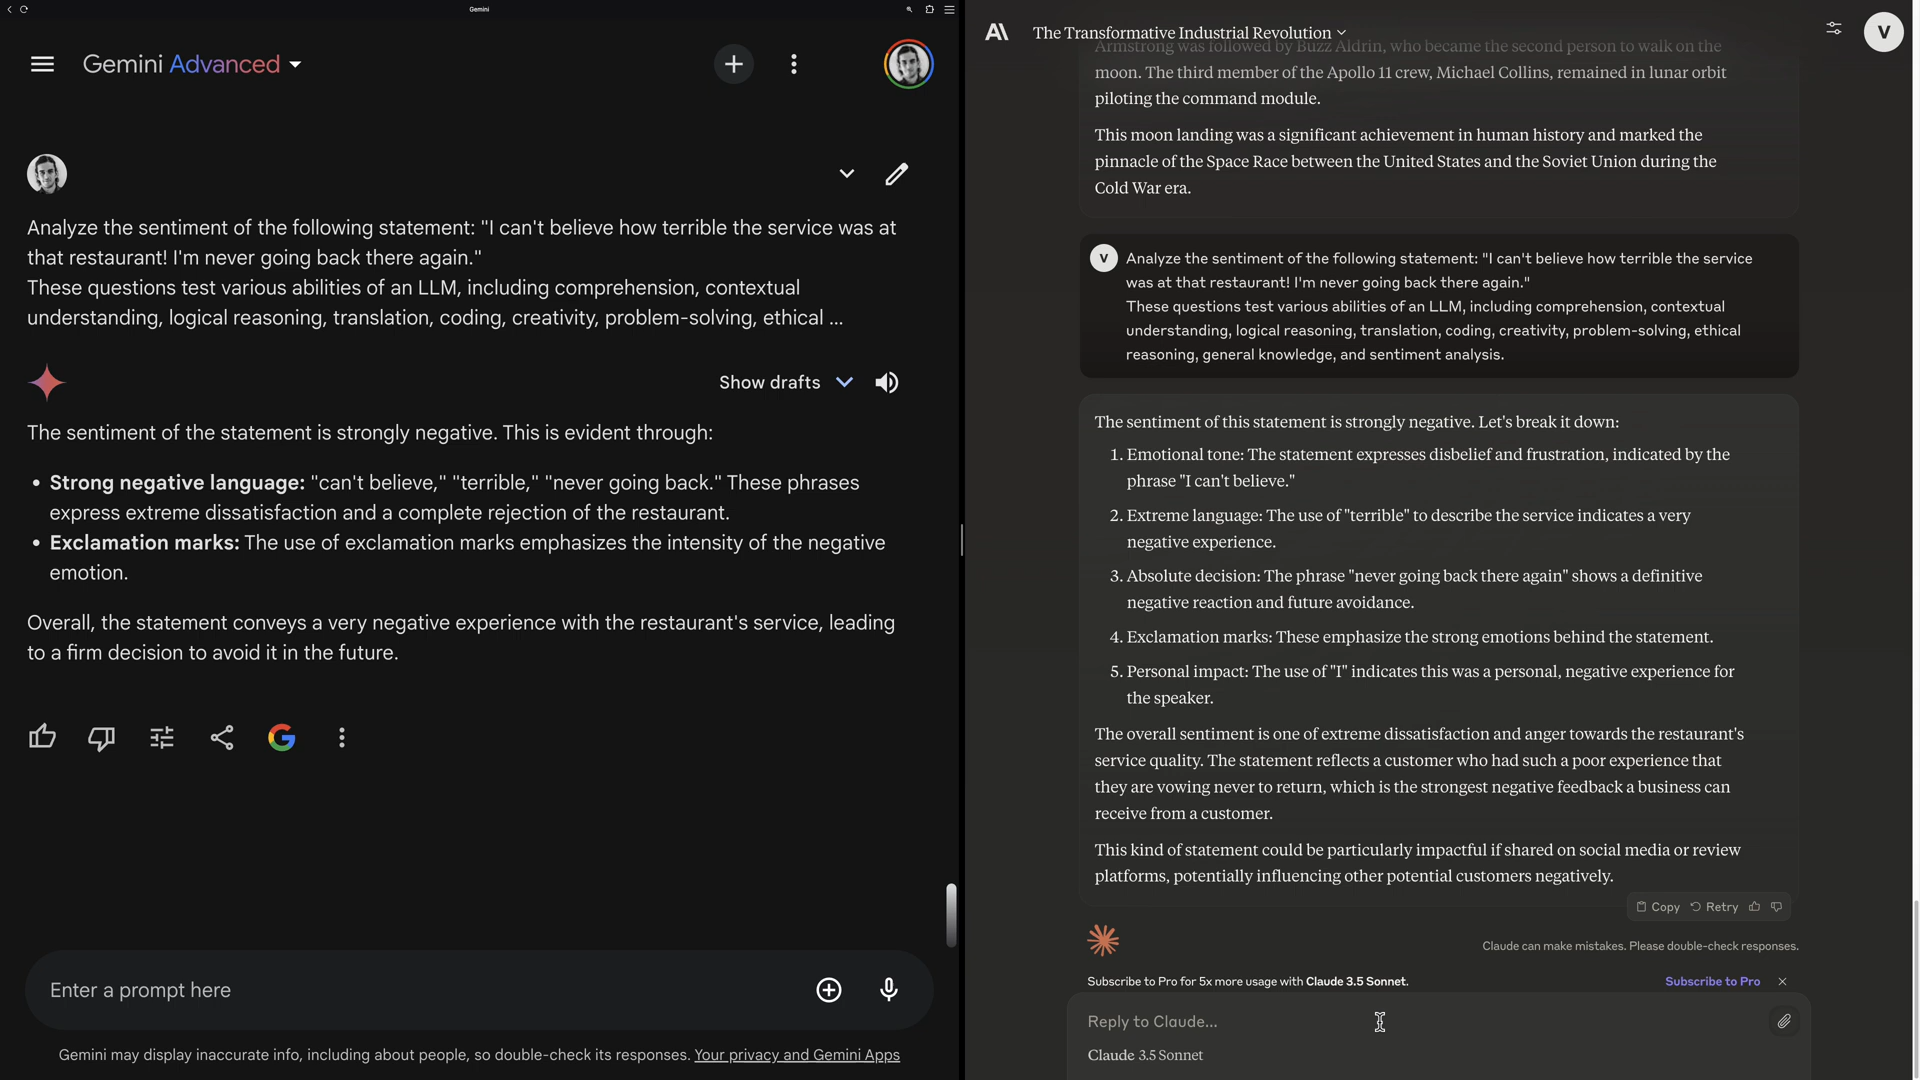 Gemini
Gemini Advanced
Analyze the sentiment of the following statement: "I can't believe how terrible the service was at
that restaurant! I'm never going back there again."
These questions test various abilities of an LLM, including comprehension, contextual
understanding, logical reasoning, translation, coding, creativity, problem-solving, ethical ...
Show drafts
The sentiment of the statement is strongly negative. This is evident through:
• Strong negative language: "can't believe," "terrible," "never going back." These phrases
express extreme dissatisfaction and a complete rejection of the restaurant.
• Exclamation marks: The use of exclamation marks emphasizes the intensity of the negative
emotion.
Overall, the statement conveys a very negative experience with the restaurant's service, leading
to a firm decision to avoid it in the future.
Enter a prompt here
Gemini may display inaccurate info, including about people, so double-check its responses. Your privacy and Gemini Apps
The Transformative Industrial Revolution
V
Armstrong was followed by Buzz Aldrin, who became the second person to walk on the
moon. The third member of the Apollo 11 crew, Michael Collins, remained in lunar orbit
piloting the command module.
This moon landing was a significant achievement in human history and marked the
pinnacle of the Space Race between the United States and the Soviet Union during the
Cold War era.
V
Analyze the sentiment of the following statement: "I can't believe how terrible the service
was at that restaurant! I'm never going back there again."
These questions test various abilities of an LLM, including comprehension, contextual
understanding, logical reasoning, translation, coding, creativity, problem-solving, ethical
reasoning, general knowledge, and sentiment analysis.
The sentiment of this statement is strongly negative. Let's break it down:
1. Emotional tone: The statement expresses disbelief and frustration, indicated by the
phrase "I can't believe."
2. Extreme language: The use of "terrible" to describe the service indicates a very
negative experience.
3. Absolute decision: The phrase "never going back there again" shows a definitive
negative reaction and future avoidance.
4. Exclamation marks: These emphasize the strong emotions behind the statement.
5. Personal impact: The use of "I" indicates this was a personal, negative experience for
the speaker.
The overall sentiment is one of extreme dissatisfaction and anger towards the restaurant's
service quality. The statement reflects a customer who had such a poor experience that
they are vowing never to return, which is the strongest negative feedback a business can
receive from a customer.
This kind of statement could be particularly impactful if shared on social media or review
platforms, potentially influencing other potential customers negatively.
Copy Retry
Claude can make mistakes. Please double-check responses.
Subscribe to Pro for 5x more usage with Claude 3.5 Sonnet. Subscribe to Pro
Reply to Claude...
Claude 3.5 Sonnet